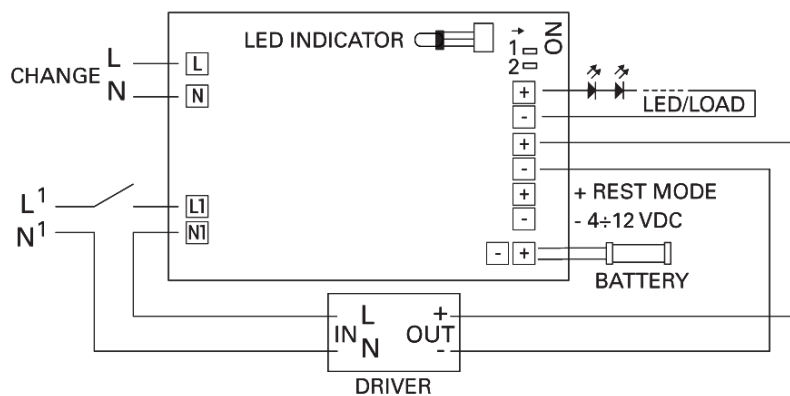 LED INDICATOR
→
1
2
ON
CHANGE
L
N
L
N
+
-
LED/LOAD
+
-
+ REST MODE
+
- 4÷12 VDC
-
L1
N1
L1
N1
- +
BATTERY
IN
L
N
OUT
+
-
DRIVER